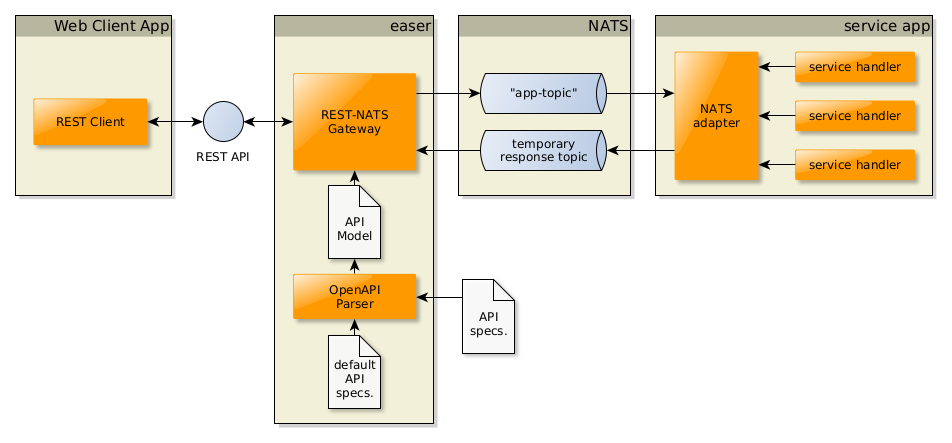 Web Client App
easer
NATS
service app
REST Client
REST API
REST-NATS
Gateway
"app-topic"
temporary
response topic
NATS
adapter
service handler
service handler
service handler
API
Model
OpenAPI
Parser
API
specs.
default
API
specs.